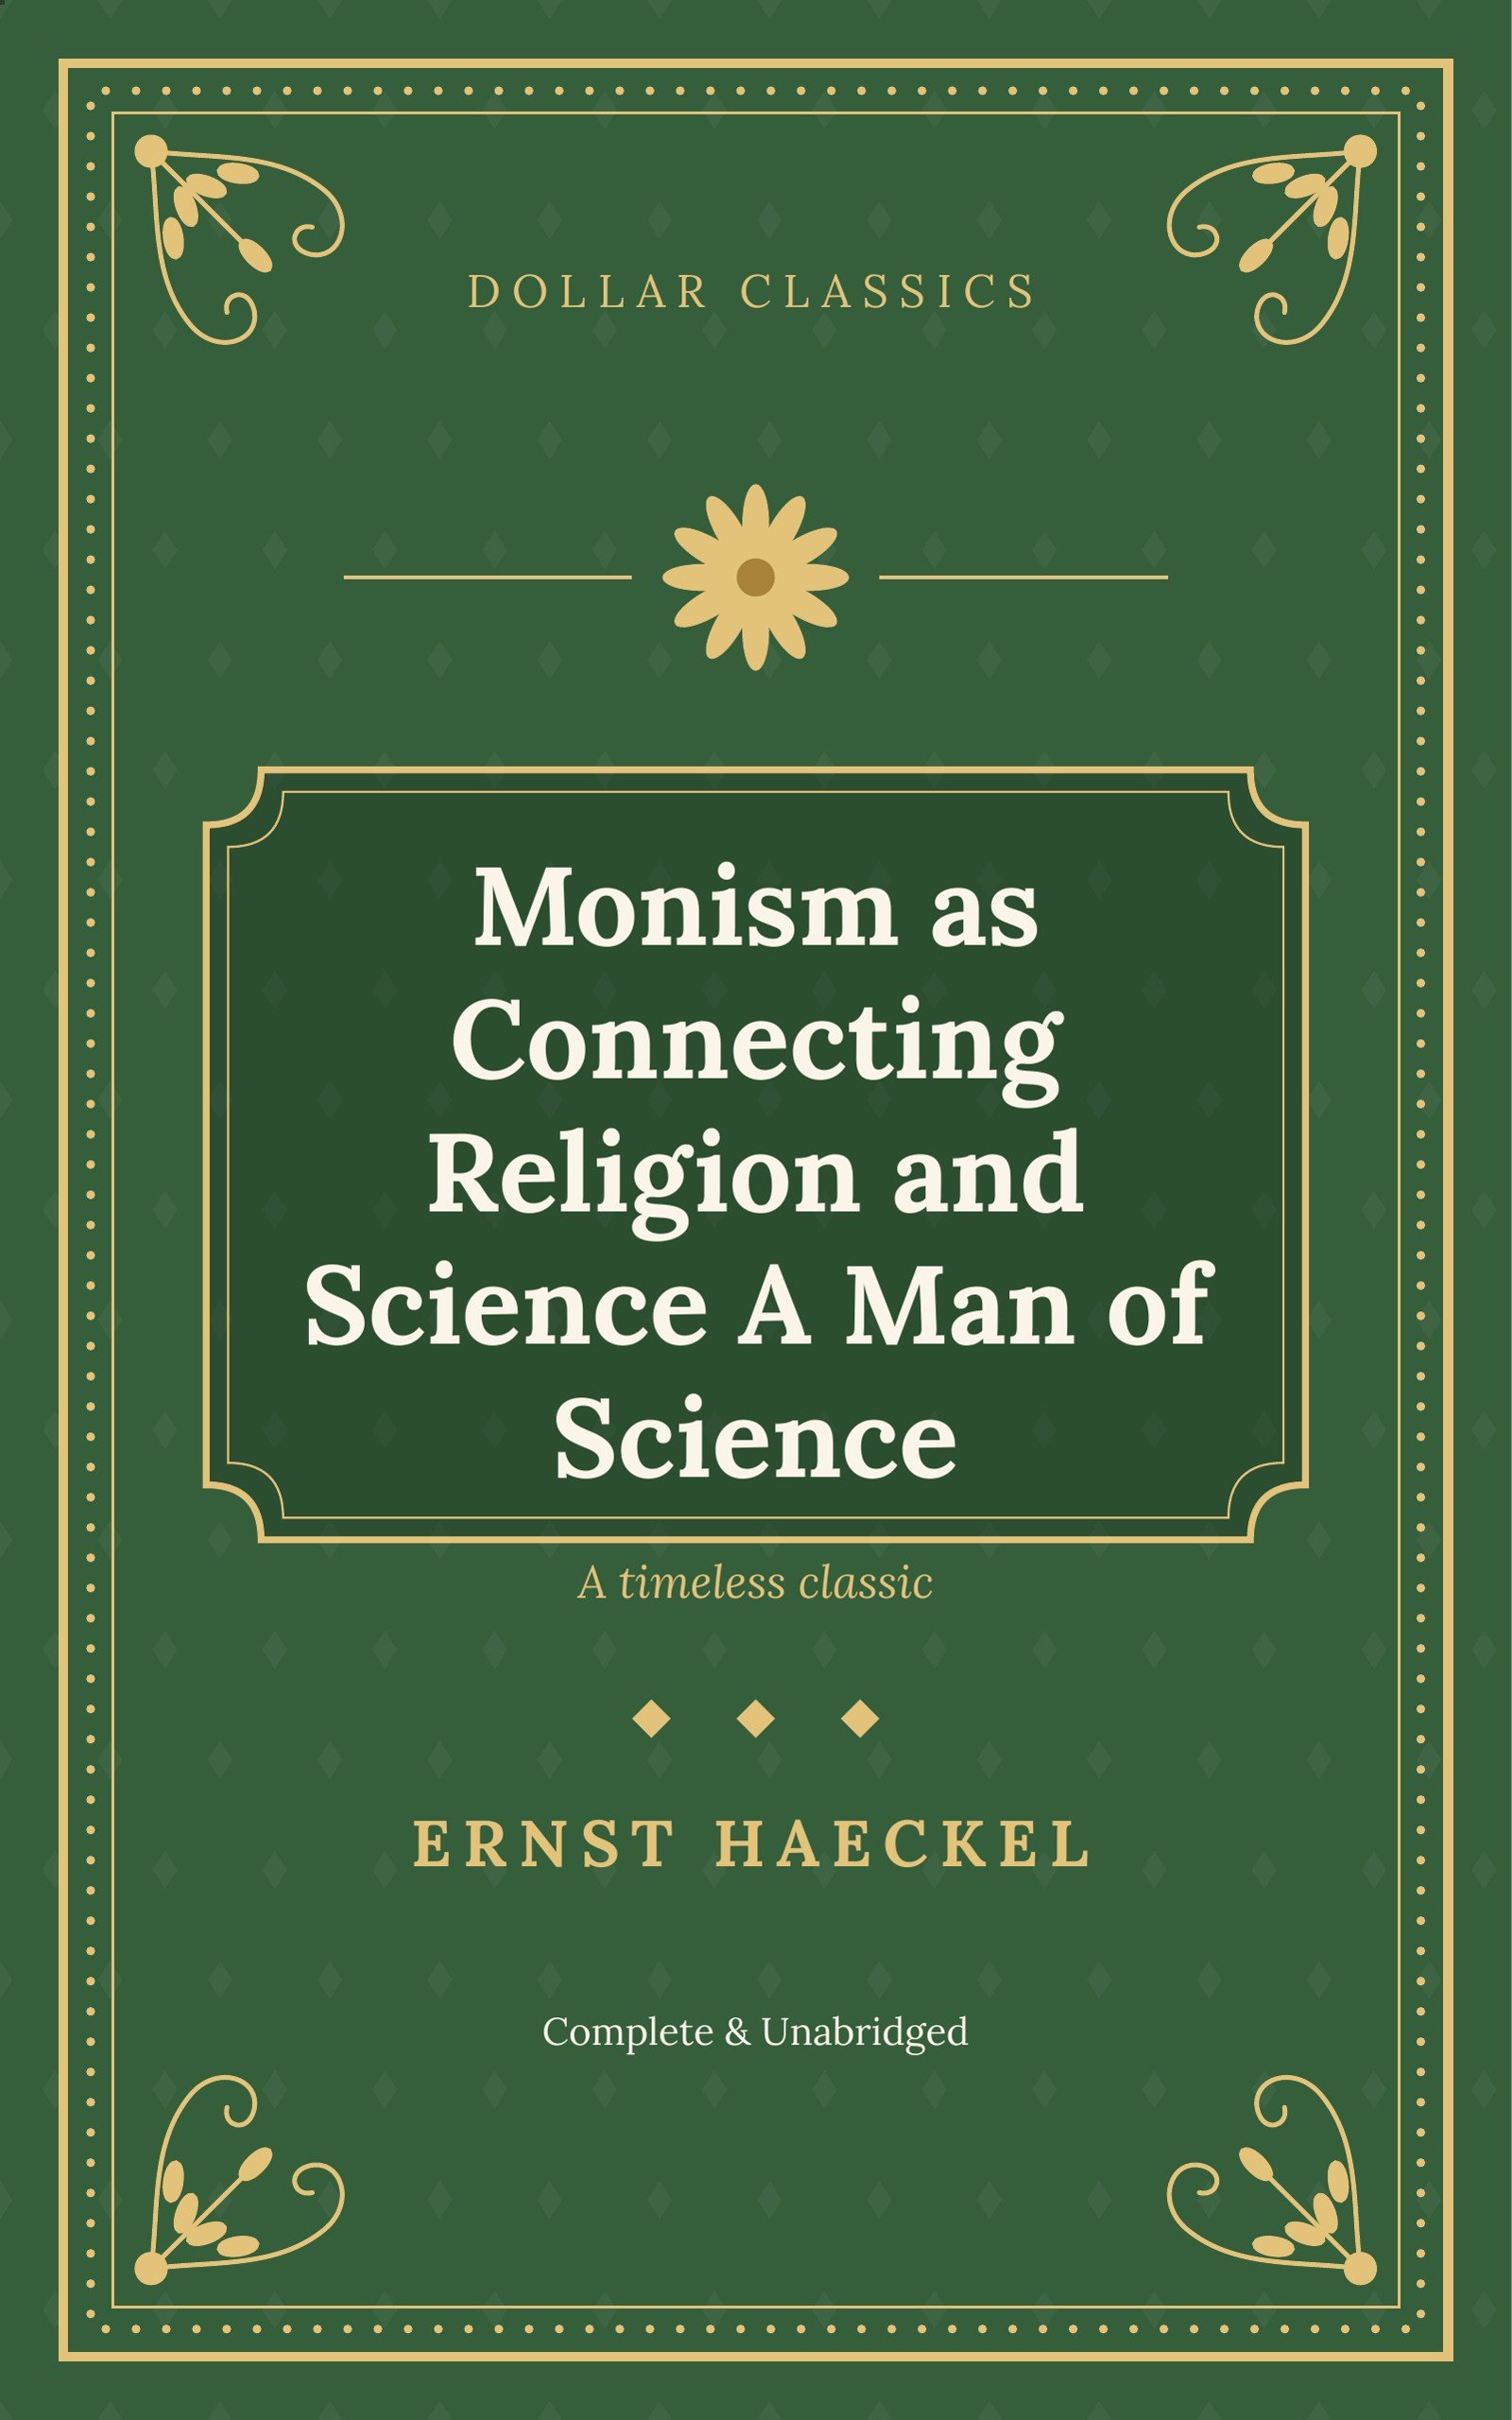 DOLLAR CLASSICS
Monism as
Connecting
Religion and
Science A Man of
Science
A timeless classic
ERNST HAECKEL
Complete & Unabridged